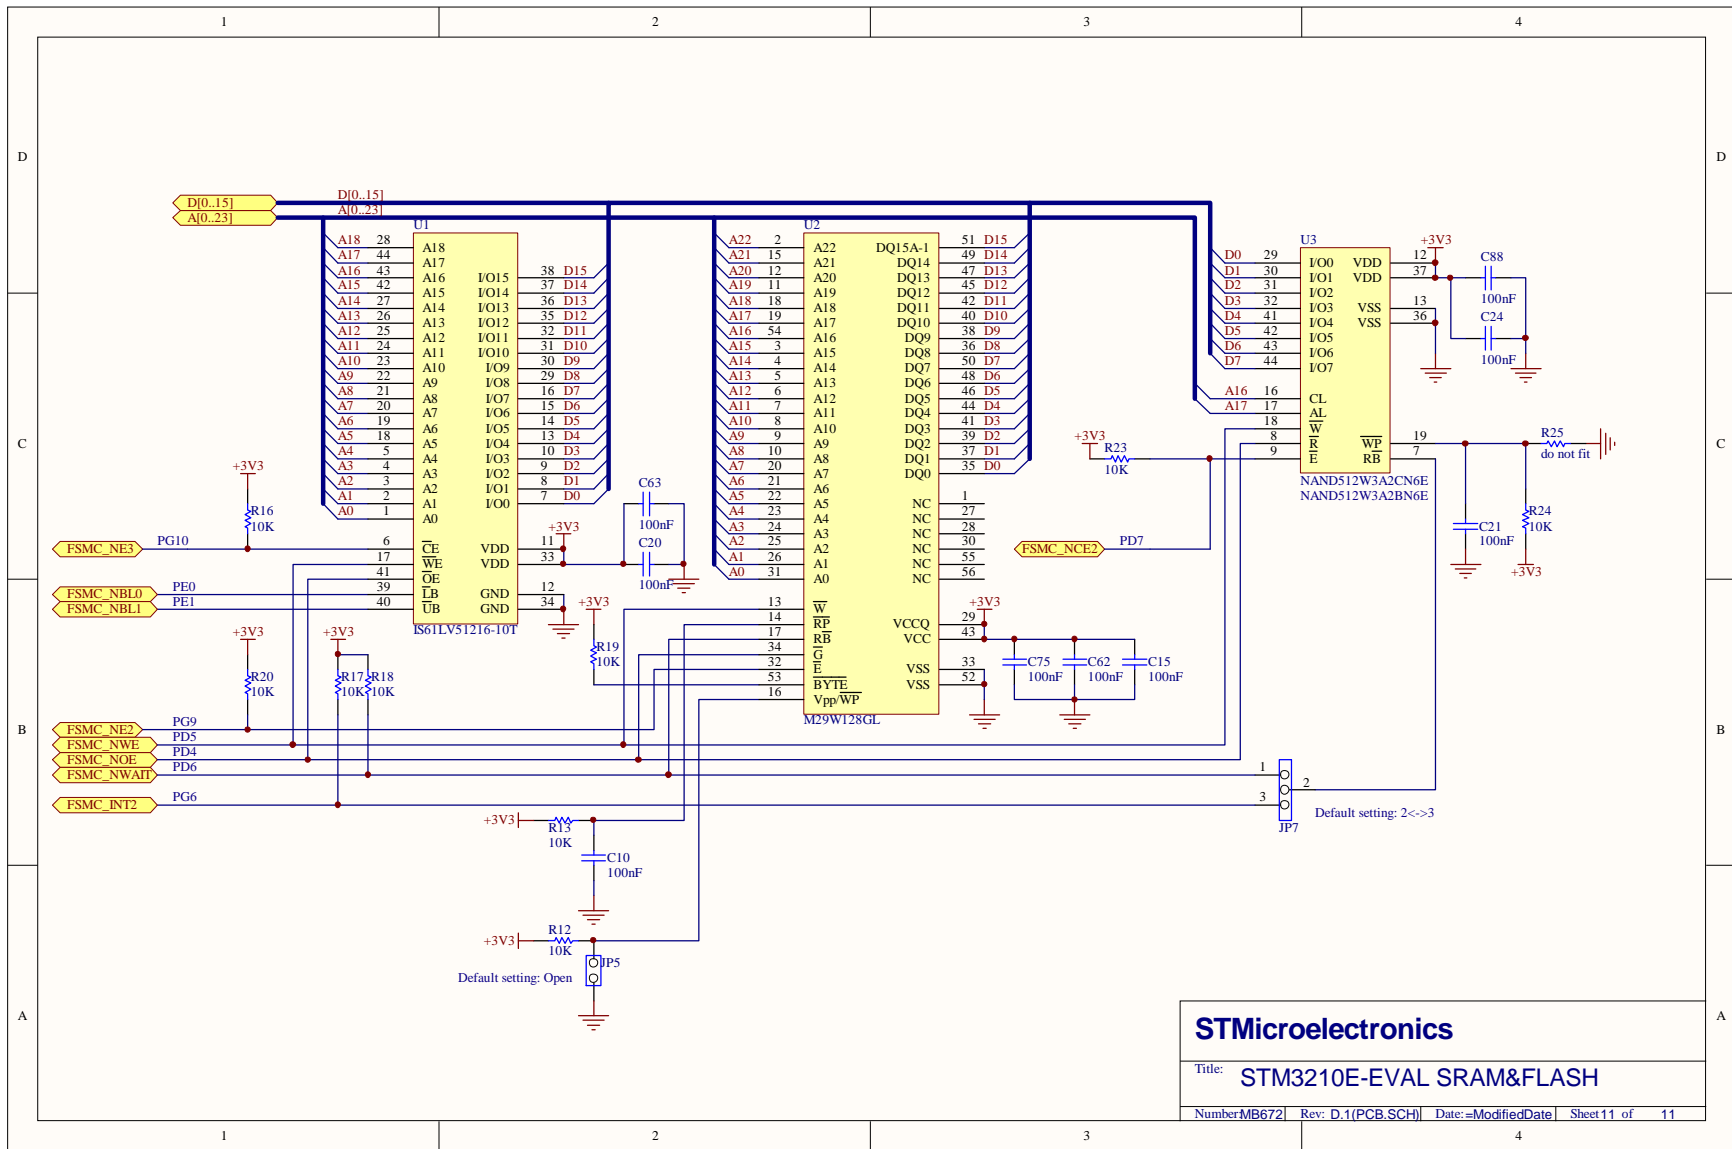 1 2 3 4
D D
C C
B B
A A
D[0..15] D[0..15]
A[0..23] A[0..23]
U1
A18 28 A18
A17 44 A17
A16 43 A16 I/O15 38 D15
A15 42 A15 I/O14 37 D14
A14 27 A14 I/O13 36 D13
A13 26 A13 I/O12 35 D12
A12 25 A12 I/O11 32 D11
A11 24 A11 I/O10 31 D10
A10 23 A10 I/O9 30 D9
A9 22 A9 I/O8 29 D8
A8 21 A8 I/O7 16 D7
A7 20 A7 I/O6 15 D6
A6 19 A6 I/O5 14 D5
A5 18 A5 I/O4 13 D4
A4 5 A4 I/O3 10 D3
A3 4 A3 I/O2 9 D2
A2 3 A2 I/O1 8 D1
A1 2 A1 I/O0 7 D0
A0 1 A0
6 CE VDD 11
17 WE VDD 33
41 OE
39 LB GND 12
40 UB GND 34
IS61LV51216-10T
+3V3
R16
10K
FSMC_NE3 PG10
FSMC_NBL0 PE0
FSMC_NBL1 PE1
+3V3
C63
100nF
C20
100nF
+3V3
R20
10K
+3V3
R17
10K
R18
10K
+3V3
R19
10K
FSMC_NE2 PG9
FSMC_NWE PD5
FSMC_NOE PD4
FSMC_NWAIT PD6
FSMC_INT2 PG6
U2
A22 2 A22 DQ15A-1 51 D15
A21 15 A21 DQ14 49 D14
A20 12 A20 DQ13 47 D13
A19 11 A19 DQ12 45 D12
A18 18 A18 DQ11 42 D11
A17 19 A17 DQ10 40 D10
A16 54 A16 DQ9 38 D9
A15 3 A15 DQ8 36 D8
A14 4 A14 DQ7 50 D7
A13 5 A13 DQ6 48 D6
A12 6 A12 DQ5 46 D5
A11 7 A11 DQ4 44 D4
A10 8 A10 DQ3 41 D3
A9 9 A9 DQ2 39 D2
A8 10 A8 DQ1 37 D1
A7 20 A7 DQ0 35 D0
A6 21 A6
A5 22 A5 NC 1
A4 23 A4 NC 27
A3 24 A3 NC 28
A2 25 A2 NC 30
A1 26 A1 NC 55
A0 31 A0 NC 56
13 W
14 RP VCCQ 29
17 RB VCC 43
34 G
32 E VSS 33
53 BYTE VSS 52
16 Vpp/WP
M29W128GL
+3V3
C75
100nF
C62
100nF
C15
100nF
+3V3
R13
10K
C10
100nF
+3V3
R12
10K
JP5
Default setting: Open
U3
D0 29 I/O0 VDD 12
D1 30 I/O1 VDD 37
D2 31 I/O2
D3 32 I/O3 VSS 13
D4 41 I/O4 VSS 36
D5 42 I/O5
D6 43 I/O6
D7 44 I/O7
A16 16 CL
A17 17 AL
18 W
8 R WP 19
9 E RB 7
NAND512W3A2CN6E
NAND512W3A2BN6E
+3V3
C88
100nF
C24
100nF
+3V3
R23
10K
FSMC_NCE2 PD7
R25
do not fit
C21
100nF
R24
10K
+3V3
1
2
3
JP7
Default setting: 2<->3
STMicroelectronics
Title: STM3210E-EVAL SRAM&FLASH
Number:MB672 Rev: D.1(PCB.SCH) Date:=ModifiedDate Sheet 11 of 11
1 2 3 4